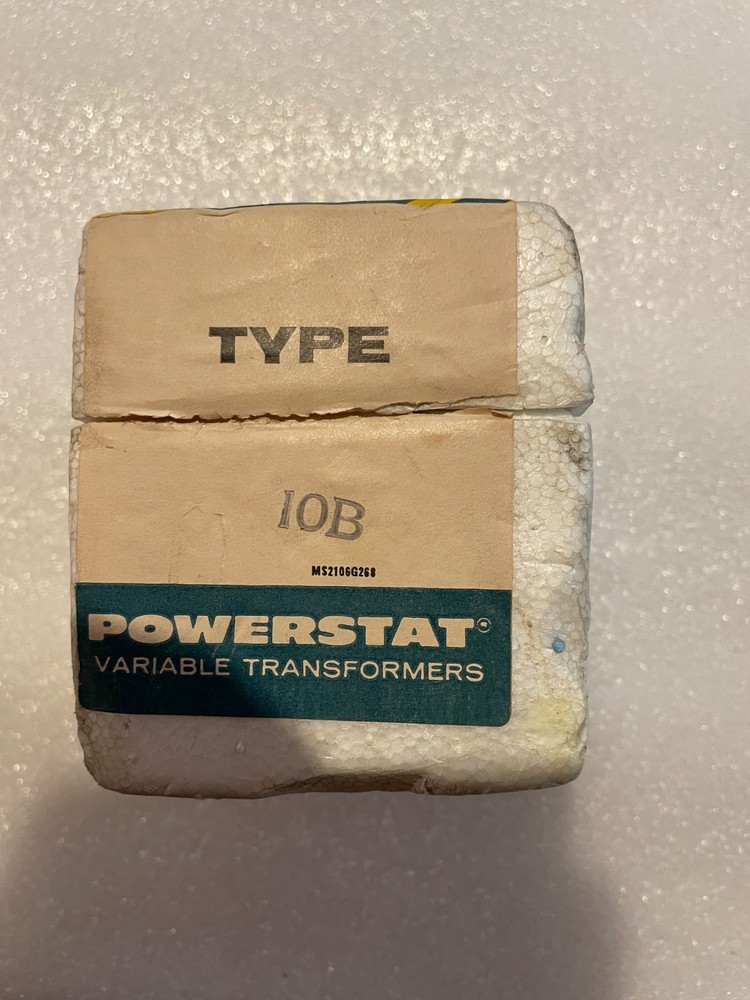 TYPE
10B
MS2106G268
POWERSTAT®
VARIABLE TRANSFORMERS